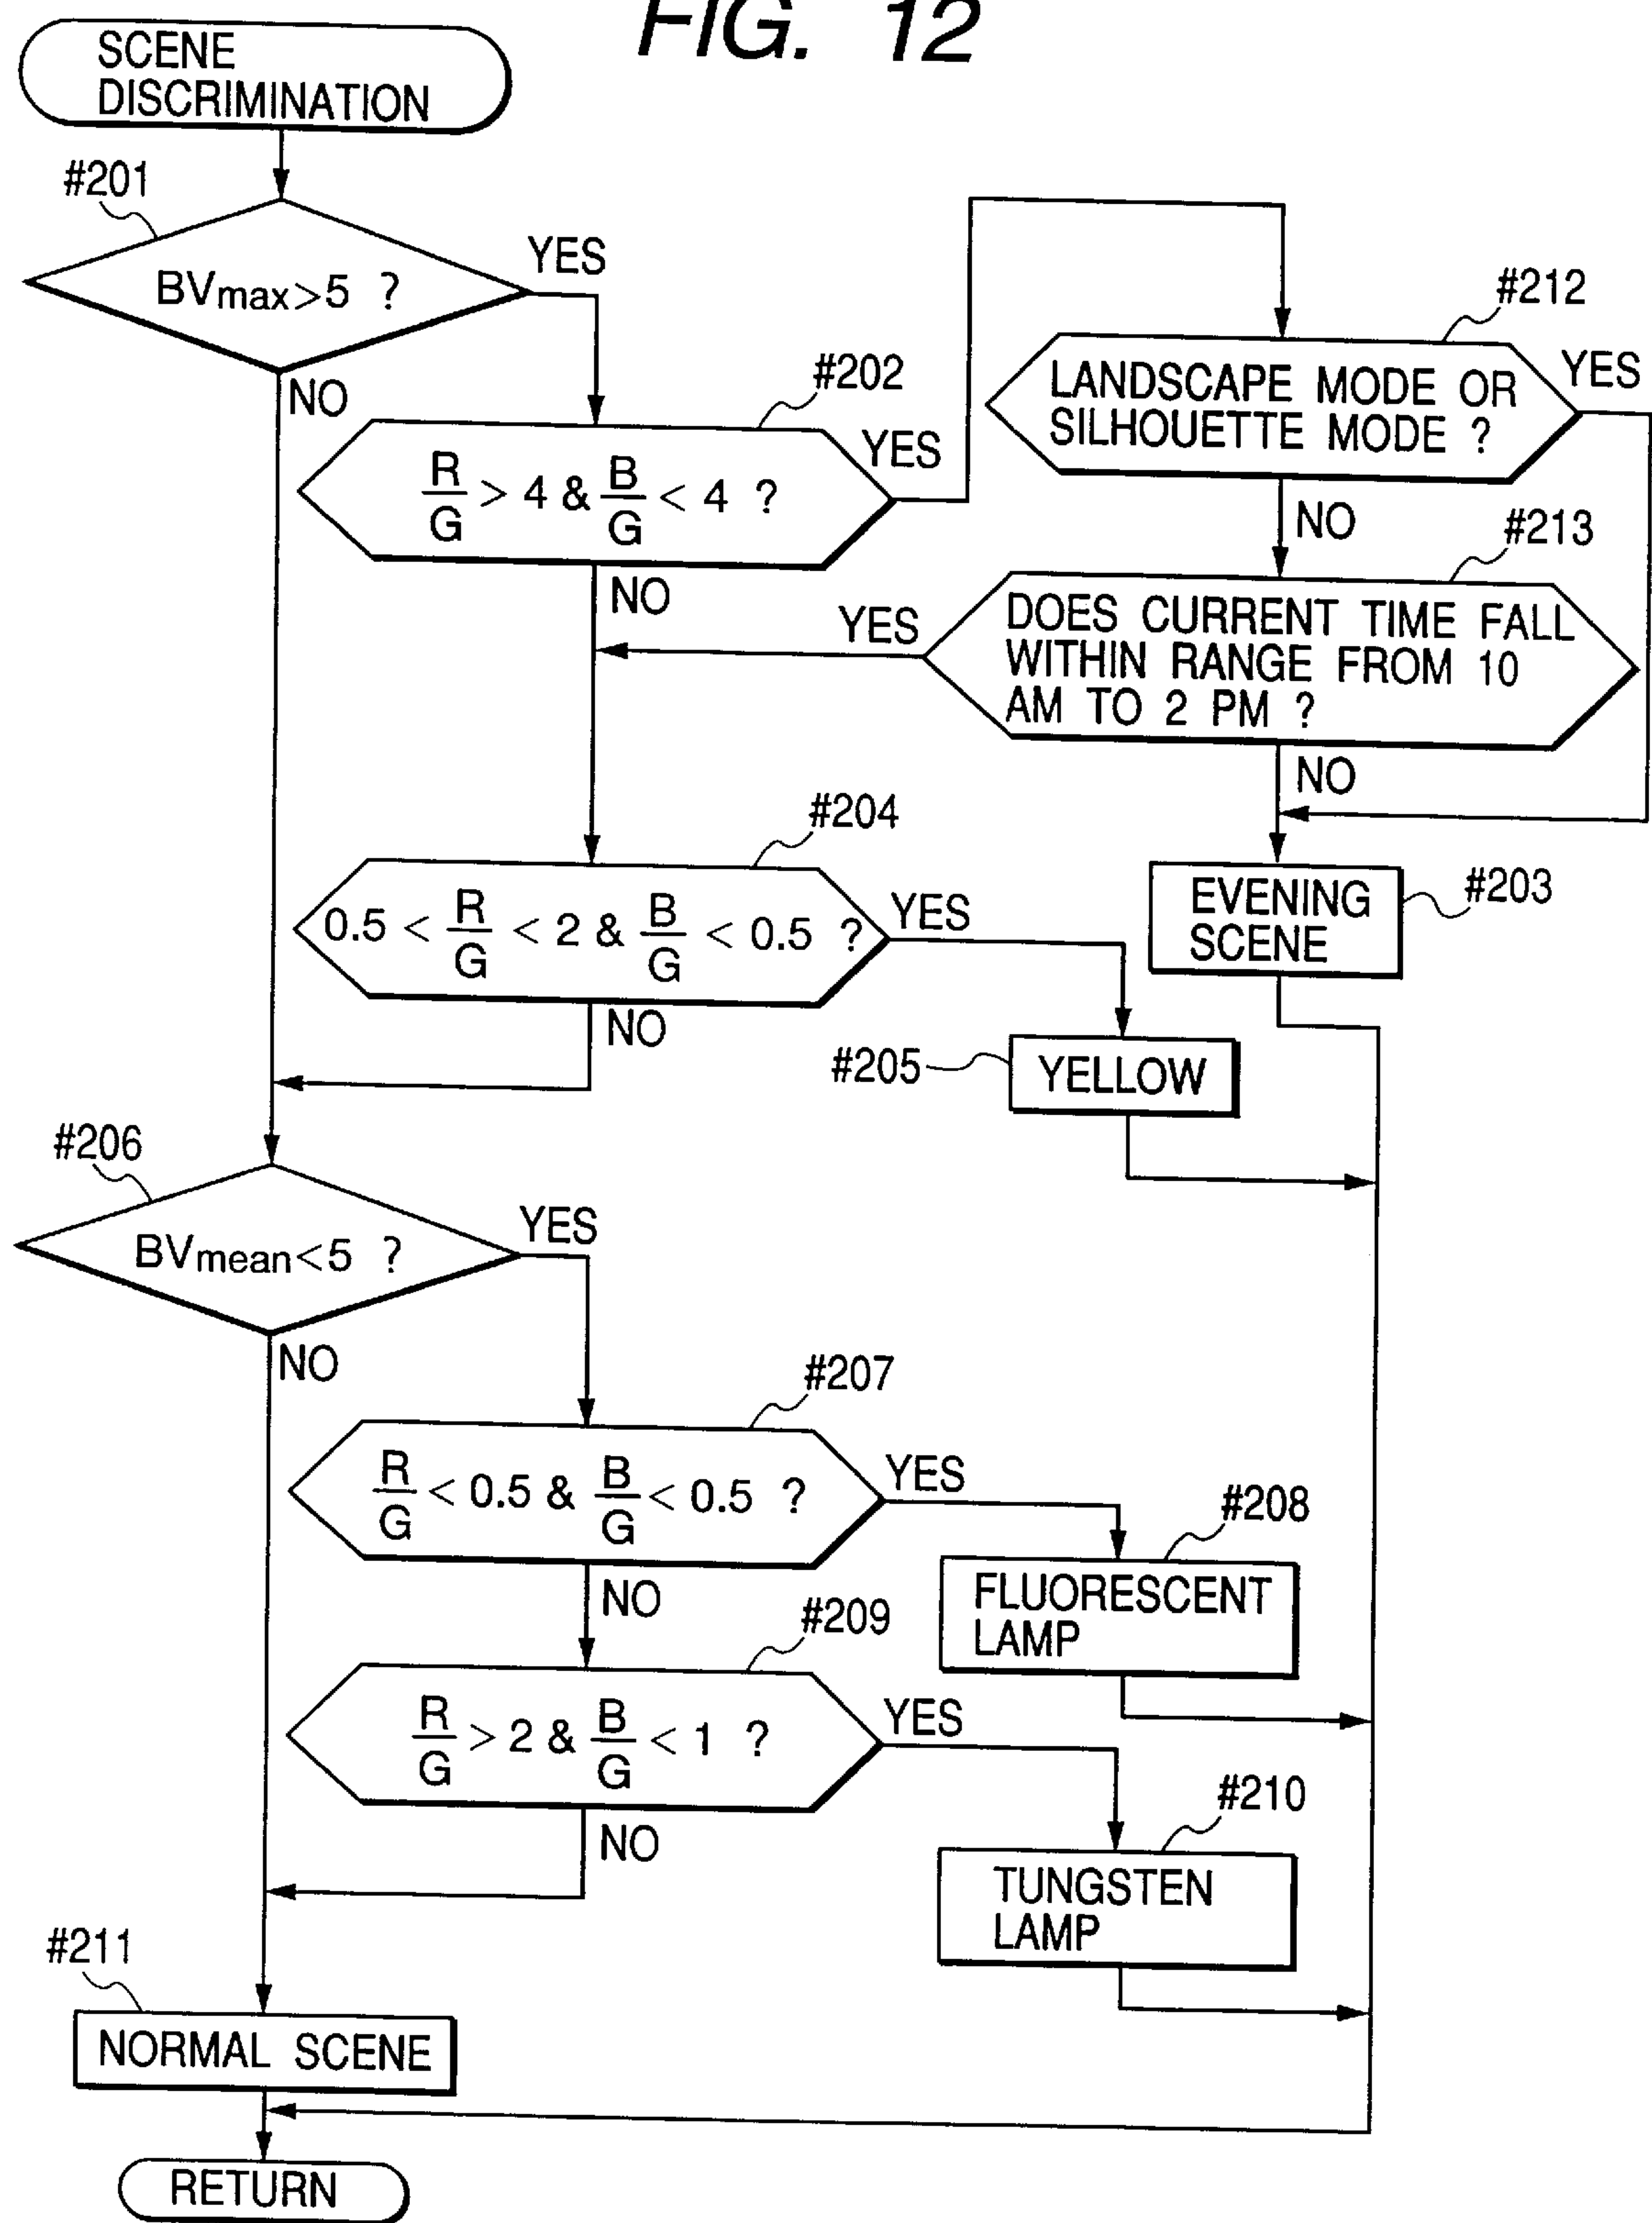 FIG. 12
SCENE
DISCRIMINATION
#201
BVmax>5 ?
YES
NO
#202
R/G > 4 & B/G < 4 ?
YES
NO
#212
LANDSCAPE MODE OR
SILHOUETTE MODE ?
YES
NO
#213
DOES CURRENT TIME FALL
WITHIN RANGE FROM 10
AM TO 2 PM ?
YES
NO
#204
0.5 < R/G < 2 & B/G < 0.5 ?
YES
NO
EVENING
SCENE
#203
#205
YELLOW
#206
BVmean<5 ?
YES
NO
#207
R/G < 0.5 & B/G < 0.5 ?
YES
NO
#208
FLUORESCENT
LAMP
#209
R/G > 2 & B/G < 1 ?
YES
NO
#210
TUNGSTEN
LAMP
#211
NORMAL SCENE
RETURN